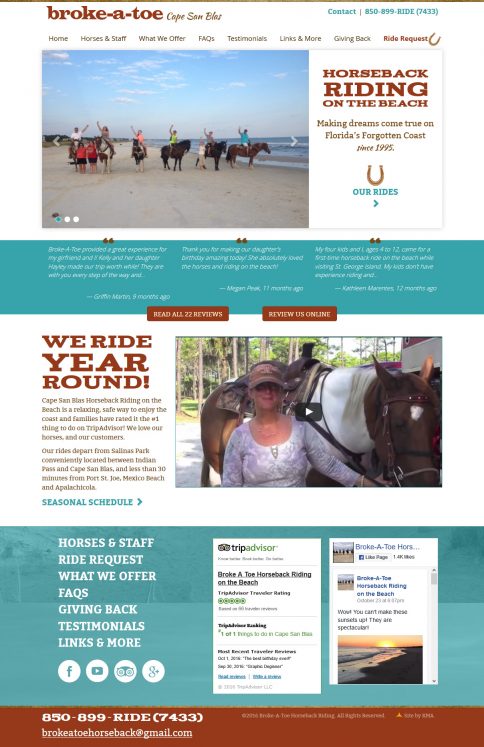 broke-a-toe Cape San Blas
Contact | 850-899-RIDE (7433)
Home Horses & Staff What We Offer FAQs Testimonials Links & More Giving Back Ride Request
HORSEBACK
RIDING
ON THE BEACH
Making dreams come true on
Florida's Forgotten Coast
since 1995.
OUR RIDES
Broke-A-Toe provided a great experience for
my girlfriend and I! Kelly and her daughter
Hayley made our trip worth while! They are
with you every step of the way and...
— Griffin Martin, 9 months ago
Thank you for making our daughter's
birthday amazing today! She absolutely loved
the horses and riding on the beach!
— Megan Peak, 11 months ago
My four kids and I, ages 4 to 12, came for a
first-time horseback ride on the beach while
visiting St. George Island. My kids don't have
experience riding and...
— Kathleen Marentes, 12 months ago
READ ALL 22 REVIEWS
REVIEW US ONLINE
WE RIDE
YEAR
ROUND!
Cape San Blas Horseback Riding on the
Beach is a relaxing, safe way to enjoy the
coast and families have rated it the #1
thing to do on TripAdvisor! We love our
horses, and our customers.
Our rides depart from Salinas Park
conveniently located between Indian
Pass and Cape San Blas, and less than 30
minutes from Port St. Joe, Mexico Beach
and Apalachicola.
SEASONAL SCHEDULE
HORSES & STAFF
RIDE REQUEST
WHAT WE OFFER
FAQS
GIVING BACK
TESTIMONIALS
LINKS & MORE
tripadvisor
Know better. Book better. Go better.
Broke A Toe Horseback Riding
on the Beach
TripAdvisor Traveler Rating
TripAdvisor Ranking
1 of 1 things to do in Cape San Blas
Most Recent Traveler Reviews
Oct 1, 2016: "The best birthday ever!!"
Sep 30, 2016: "Graphic Designer"
Read reviews | Write a review
© 2016 TripAdvisor LLC
Broke-A-Toe Hors...
Like Page 1.4K likes
Broke-A-Toe
Horseback Riding
on the Beach
October 23 at 6:07pm
Wow! You can't make these
sunsets up! They are
spectacular!
850-899-RIDE (7433)
brokeatoehorseback@gmail.com
©2016 Broke-A-Toe Horseback Riding. All Rights Reserved. Site by KMA.